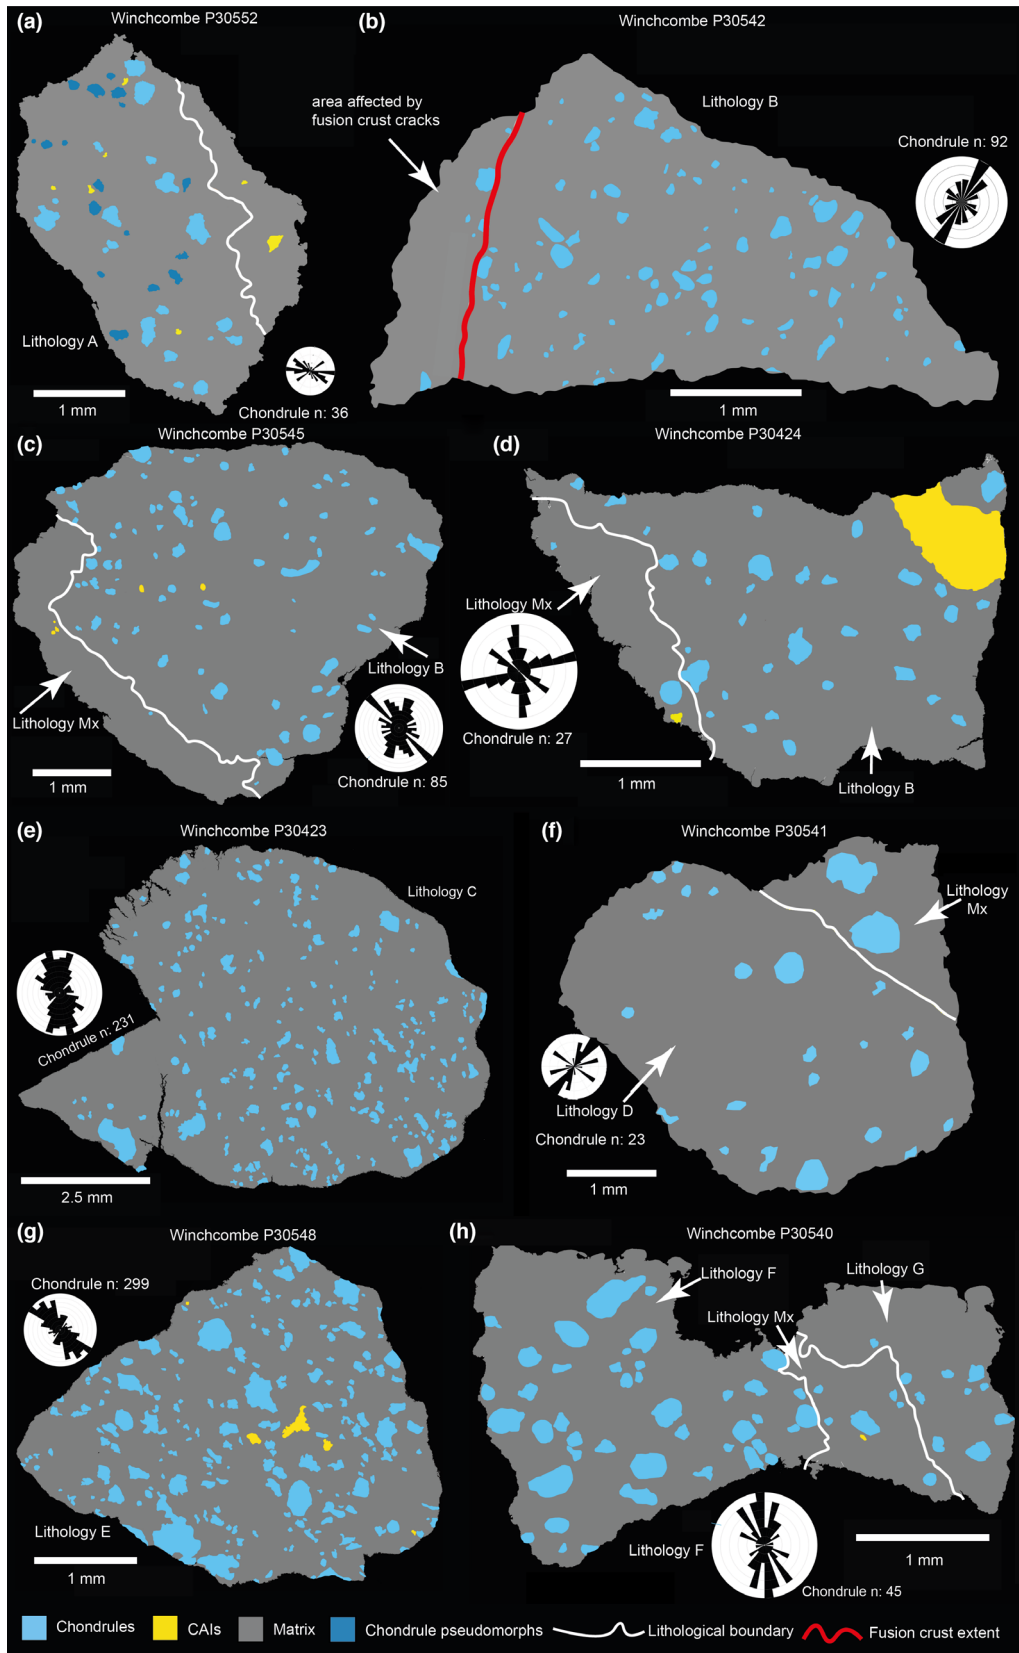 (a)
Winchcombe P30552
Lithology A
1 mm
Chondrule n: 36
(b)
Winchcombe P30542
area affected by
fusion crust cracks
Lithology B
Chondrule n: 92
1 mm
(c)
Winchcombe P30545
Lithology B
Lithology Mx
1 mm
Chondrule n: 85
(d)
Winchcombe P30424
Lithology Mx
Chondrule n: 27
1 mm
Lithology B
(e)
Winchcombe P30423
Lithology C
Chondrule n: 231
2.5 mm
(f)
Winchcombe P30541
Lithology
Mx
Lithology D
Chondrule n: 23
1 mm
(g)
Winchcombe P30548
Chondrule n: 299
Lithology E
1 mm
(h)
Winchcombe P30540
Lithology F
Lithology G
Lithology Mx
Lithology F
Chondrule n: 45
1 mm
Chondrules
CAIs
Matrix
Chondrule pseudomorphs
Lithological boundary
Fusion crust extent